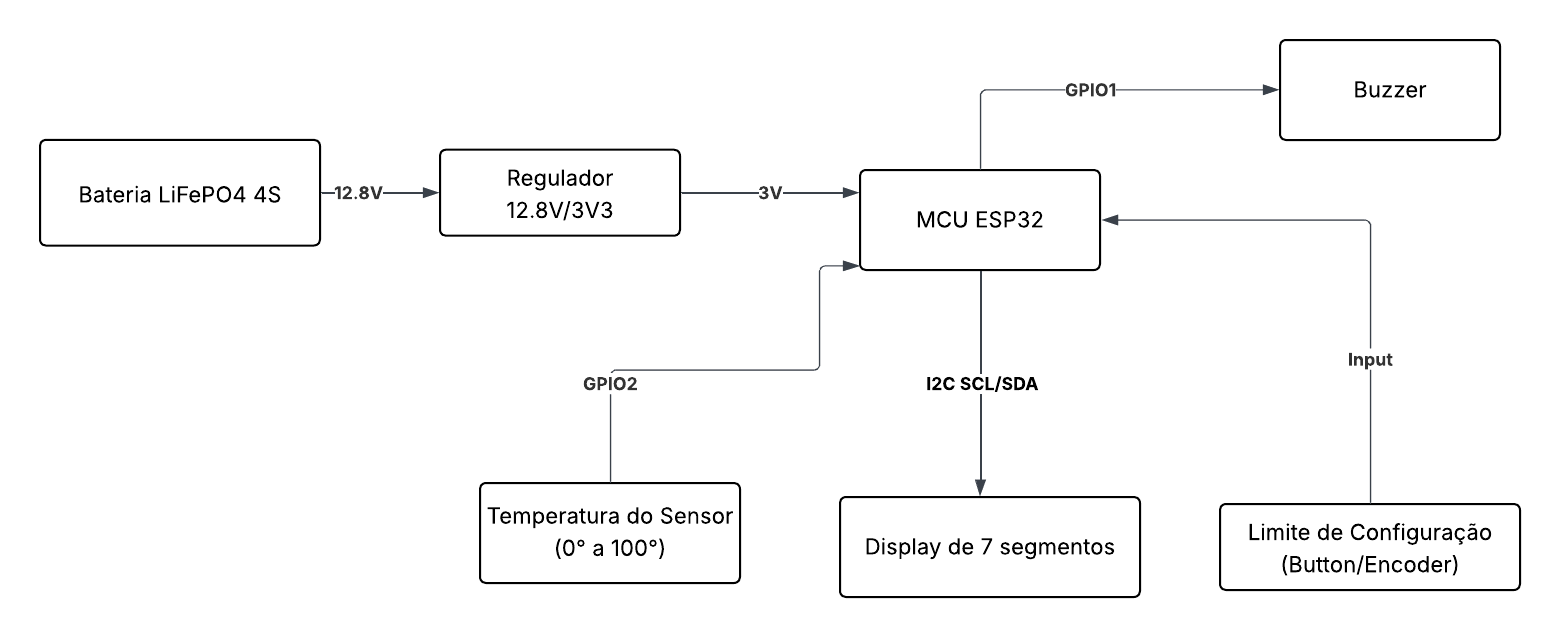 GPIO1
Buzzer
Bateria LiFePO4 4S
12.8V
Regulador
12.8V/3V3
3V
MCU ESP32
Input
GPIO2
I2C SCL/SDA
Temperatura do Sensor
(0° a 100°)
Display de 7 segmentos
Limite de Configuração
(Button/Encoder)